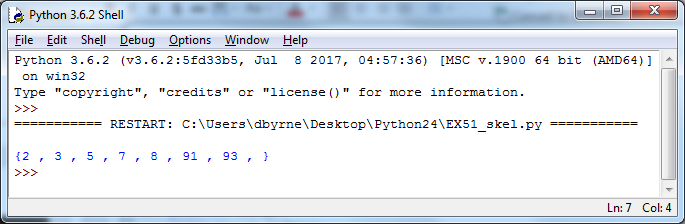 Python 3.6.2 Shell
File Edit Shell Debug Options Window Help
Python 3.6.2 (v3.6.2:5fd33b5, Jul  8 2017, 04:57:36) [MSC v.1900 64 bit (AMD64)]
 on win32
Type "copyright", "credits" or "license()" for more information.
>>>
=========== RESTART: C:\Users\dbyrne\Desktop\Python24\EX51_skel.py ===========
{2 , 3 , 5 , 7 , 8 , 91 , 93 , }
>>>
Ln: 7 Col: 4